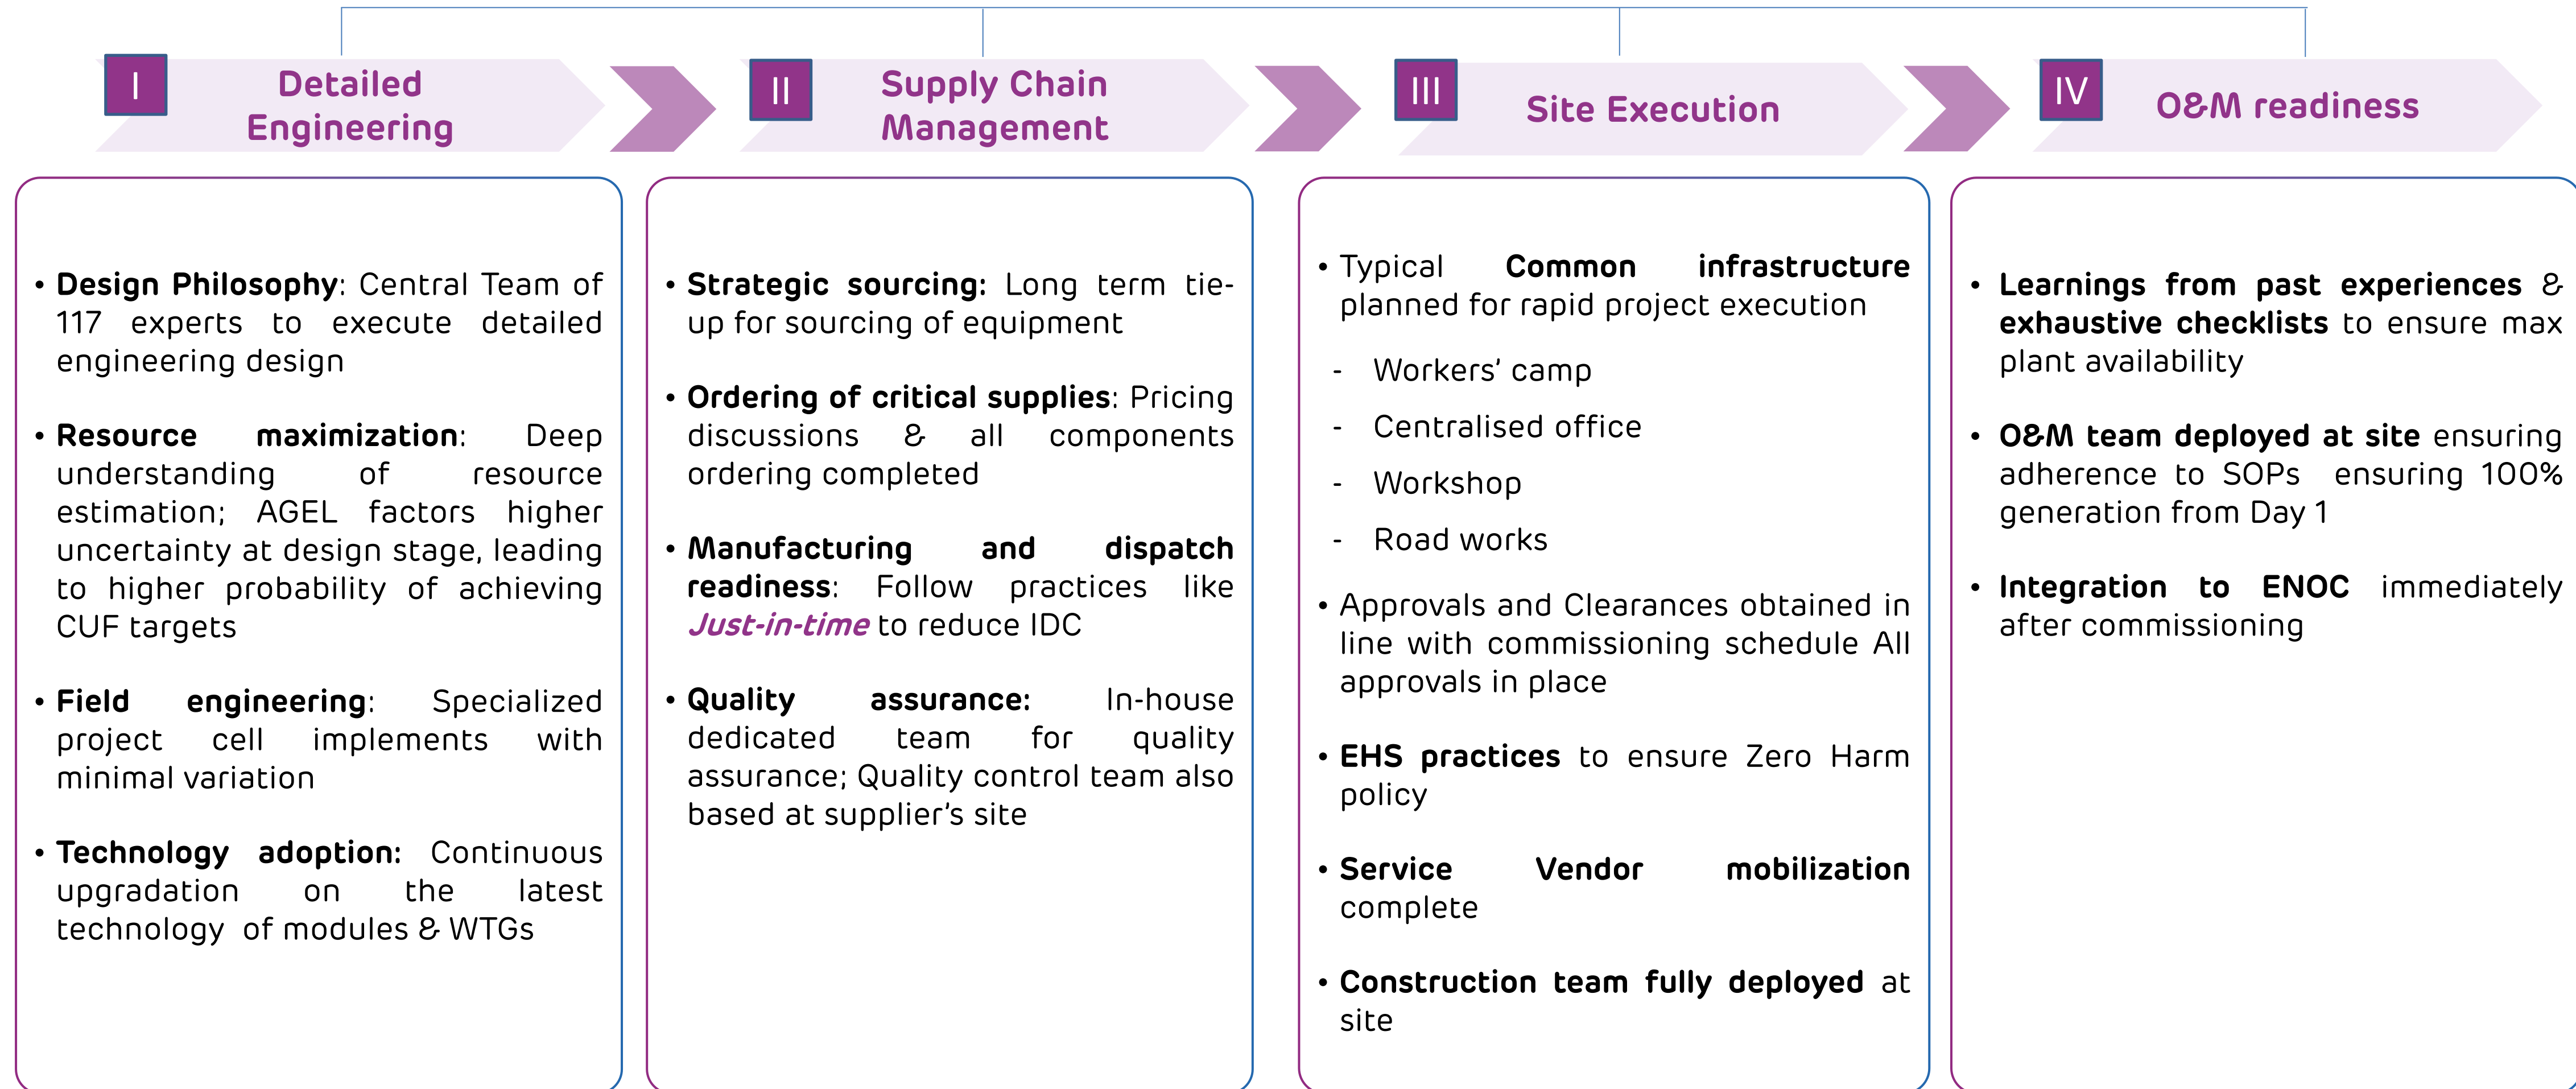 I
Detailed
Engineering
II
Supply Chain
Management
III
Site Execution
IV
O&M readiness
• Design Philosophy: Central Team of
117 experts to execute detailed
engineering design
• Resource maximization: Deep
understanding of resource
estimation; AGEL factors higher
uncertainty at design stage, leading
to higher probability of achieving
CUF targets
• Field engineering: Specialized
project cell implements with
minimal variation
• Technology adoption: Continuous
upgradation on the latest
technology of modules & WTGs
• Strategic sourcing: Long term tie-
up for sourcing of equipment
• Ordering of critical supplies: Pricing
discussions & all components
ordering completed
• Manufacturing and dispatch
readiness: Follow practices like
Just-in-time to reduce IDC
• Quality assurance: In-house
dedicated team for quality
assurance; Quality control team also
based at supplier’s site
• Typical Common infrastructure
planned for rapid project execution
- Workers’ camp
- Centralised office
- Workshop
- Road works
• Approvals and Clearances obtained in
line with commissioning schedule All
approvals in place
• EHS practices to ensure Zero Harm
policy
• Service Vendor mobilization
complete
• Construction team fully deployed at
site
• Learnings from past experiences &
exhaustive checklists to ensure max
plant availability
• O&M team deployed at site ensuring
adherence to SOPs ensuring 100%
generation from Day 1
• Integration to ENOC immediately
after commissioning